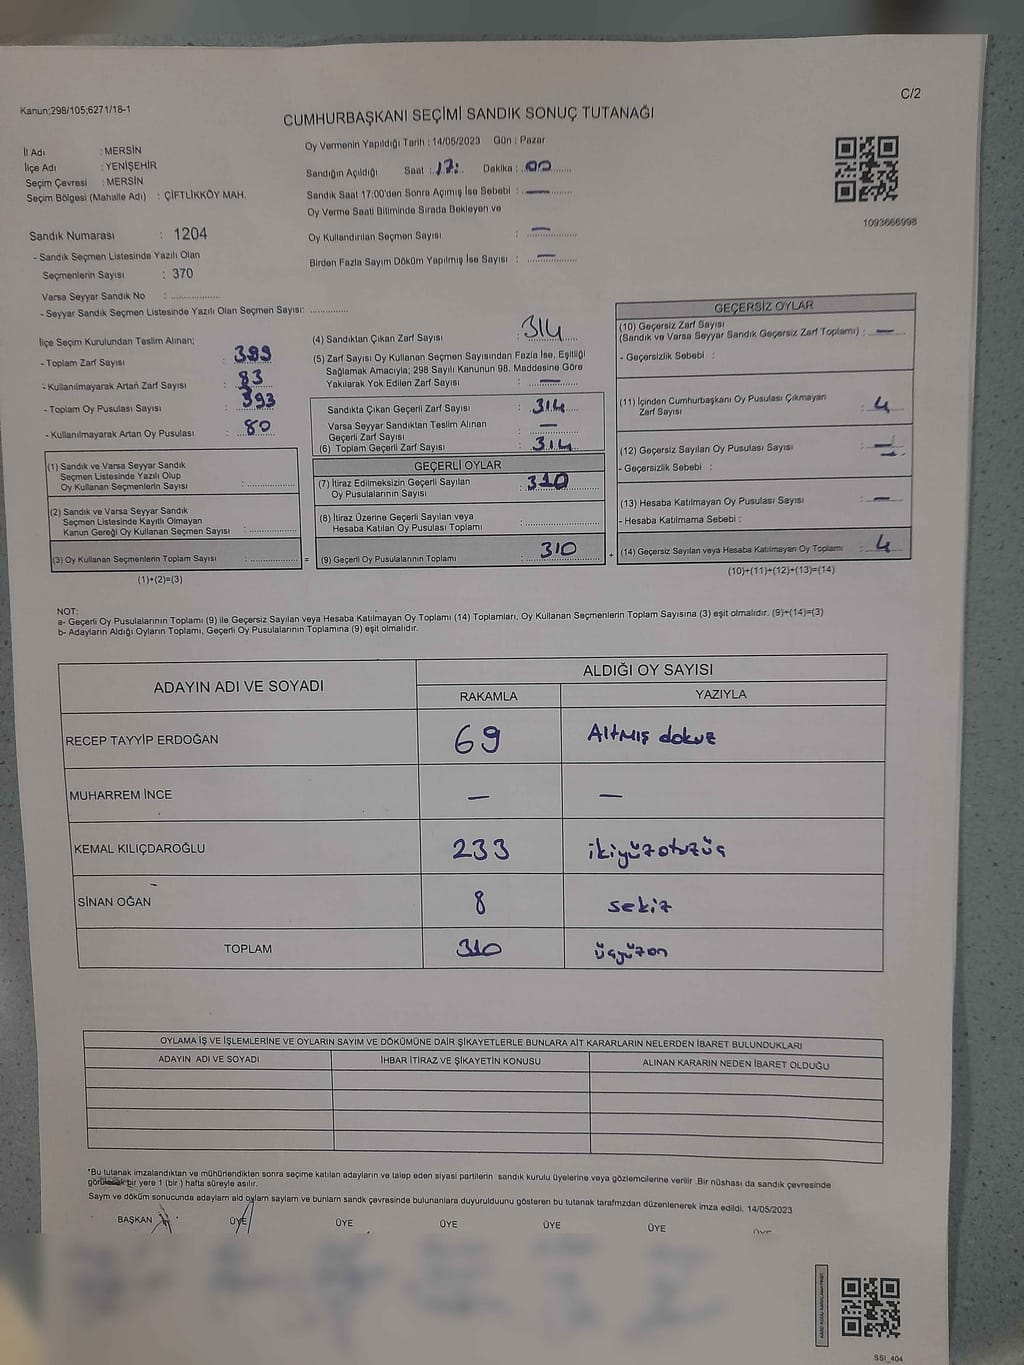 Kanun;298/105;6271/18-1
C/2
CUMHURBAŞKANI SEÇİMİ SANDIK SONUÇ TUTANAĞI
Oy Vermenin Yapıldığı Tarih : 14/05/2023 Gün : Pazar
İl Adı : MERSİN
İlçe Adı : YENİŞEHİR
Seçim Çevresi : MERSİN
Seçim Bölgesi (Mahalle Adı) : ÇİFTLİKKÖY MAH.
Sandığın Açıldığı Saat : 17: Dakika : 00
Sandık Saat 17:00'den Sonra Açımış İse Sebebi : —
Oy Verme Saati Bitiminde Sırada Bekleyen ve
Oy Kullandırılan Seçmen Sayısı : —
Birden Fazla Sayım Döküm Yapılmış İse Sayısı : —
1093666998
Sandık Numarası : 1204
- Sandık Seçmen Listesinde Yazılı Olan
Seçmenlerin Sayısı : 370
Varsa Seyyar Sandık No : ..................
- Seyyar Sandık Seçmen Listesinde Yazılı Olan Seçmen Sayısı: ..............
İlçe Seçim Kurulundan Teslim Alınan;
- Toplam Zarf Sayısı :
- Kullanılmayarak Artan Zarf Sayısı : 83
- Toplam Oy Pusulası Sayısı : 393
- Kullanılmayarak Artan Oy Pusulası : 80
(1) Sandık ve Varsa Seyyar Sandık
Seçmen Listesinde Yazılı Olup
Oy Kullanan Seçmenlerin Sayısı : ..............
(2) Sandık ve Varsa Seyyar Sandık
Seçmen Listesinde Kayıtlı Olmayan
Kanun Gereği Oy Kullanan Seçmen Sayısı : ..............
(3) Oy Kullanan Seçmenlerin Toplam Sayısı : .............. =
(1)+(2)=(3)
(4) Sandıktan Çıkan Zarf Sayısı : 314
(5) Zarf Sayısı Oy Kullanan Seçmen Sayısından Fazla İse, Eşitliği
Sağlamak Amacıyla; 298 Sayılı Kanunun 98. Maddesine Göre
Yakılarak Yok Edilen Zarf Sayısı : —
Sandıkta Çıkan Geçerli Zarf Sayısı : 314
Varsa Seyyar Sandıktan Teslim Alınan
Geçerli Zarf Sayısı : —
(6) Toplam Geçerli Zarf Sayısı : 314
GEÇERLİ OYLAR
(7) İtiraz Edilmeksizin Geçerli Sayılan
Oy Pusulalarının Sayısı : 310
(8) İtiraz Üzerine Geçerli Sayılan veya
Hesaba Katılan Oy Pusulası Toplamı : ..............
(9) Geçerli Oy Pusulalarının Toplamı : 310 +
GEÇERSİZ OYLAR
(10) Geçersiz Zarf Sayısı
(Sandık ve Varsa Seyyar Sandık Geçersiz Zarf Toplamı) : —
- Geçersizlik Sebebi :
(11) İçinden Cumhurbaşkanı Oy Pusulası Çıkmayan
Zarf Sayısı : 4
(12) Geçersiz Sayılan Oy Pusulası Sayısı : —
- Geçersizlik Sebebi :
(13) Hesaba Katılmayan Oy Pusulası Sayısı : —
- Hesaba Katılmama Sebebi :
(14) Geçersiz Sayılan veya Hesaba Katılmayan Oy Toplamı : 4
(10)+(11)+(12)+(13)=(14)
NOT:
a- Geçerli Oy Pusulalarının Toplamı (9) ile Geçersiz Sayılan veya Hesaba Katılmayan Oy Toplamı (14) Toplamları, Oy Kullanan Seçmenlerin Toplam Sayısına (3) eşit olmalıdır. (9)+(14)=(3)
b- Adayların Aldığı Oyların Toplamı, Geçerli Oy Pusulalarının Toplamına (9) eşit olmalıdır.
ADAYIN ADI VE SOYADI
ALDIĞI OY SAYISI
RAKAMLA YAZIYLA
RECEP TAYYİP ERDOĞAN 69 Altmış dokuz
MUHARREM İNCE — —
KEMAL KILIÇDAROĞLU 233 ikiyüzotuzüç
SİNAN OĞAN 8 sekiz
TOPLAM 310 üçyüzon
OYLAMA İŞ VE İŞLEMLERİNE VE OYLARIN SAYIM VE DÖKÜMÜNE DAİR ŞİKAYETLERLE BUNLARA AİT KARARLARIN NELERDEN İBARET BULUNDUKLARI
ADAYIN ADI VE SOYADI İHBAR İTİRAZ VE ŞİKAYETİN KONUSU ALINAN KARARIN NEDEN İBARET OLDUĞU
*Bu tutanak imzalandıktan ve mühürlendikten sonra seçime katılan adayların ve talep eden siyasi partilerin sandık kurulu üyelerine veya gözlemcilerine verilir .Bir nüshası da sandık çevresinde
bir yere 1 (bir ) hafta süreyle asılır.
Sayım ve döküm sonucunda adayların ald oyların sayların ve bunların sandık çevresinde bulunanlara duyurulduunu gösteren bu tutanak tarafmzdan düzenlenerek imza edildi. 14/05/2023
BAŞKAN ÜYE ÜYE ÜYE ÜYE ÜYE
SSI_404